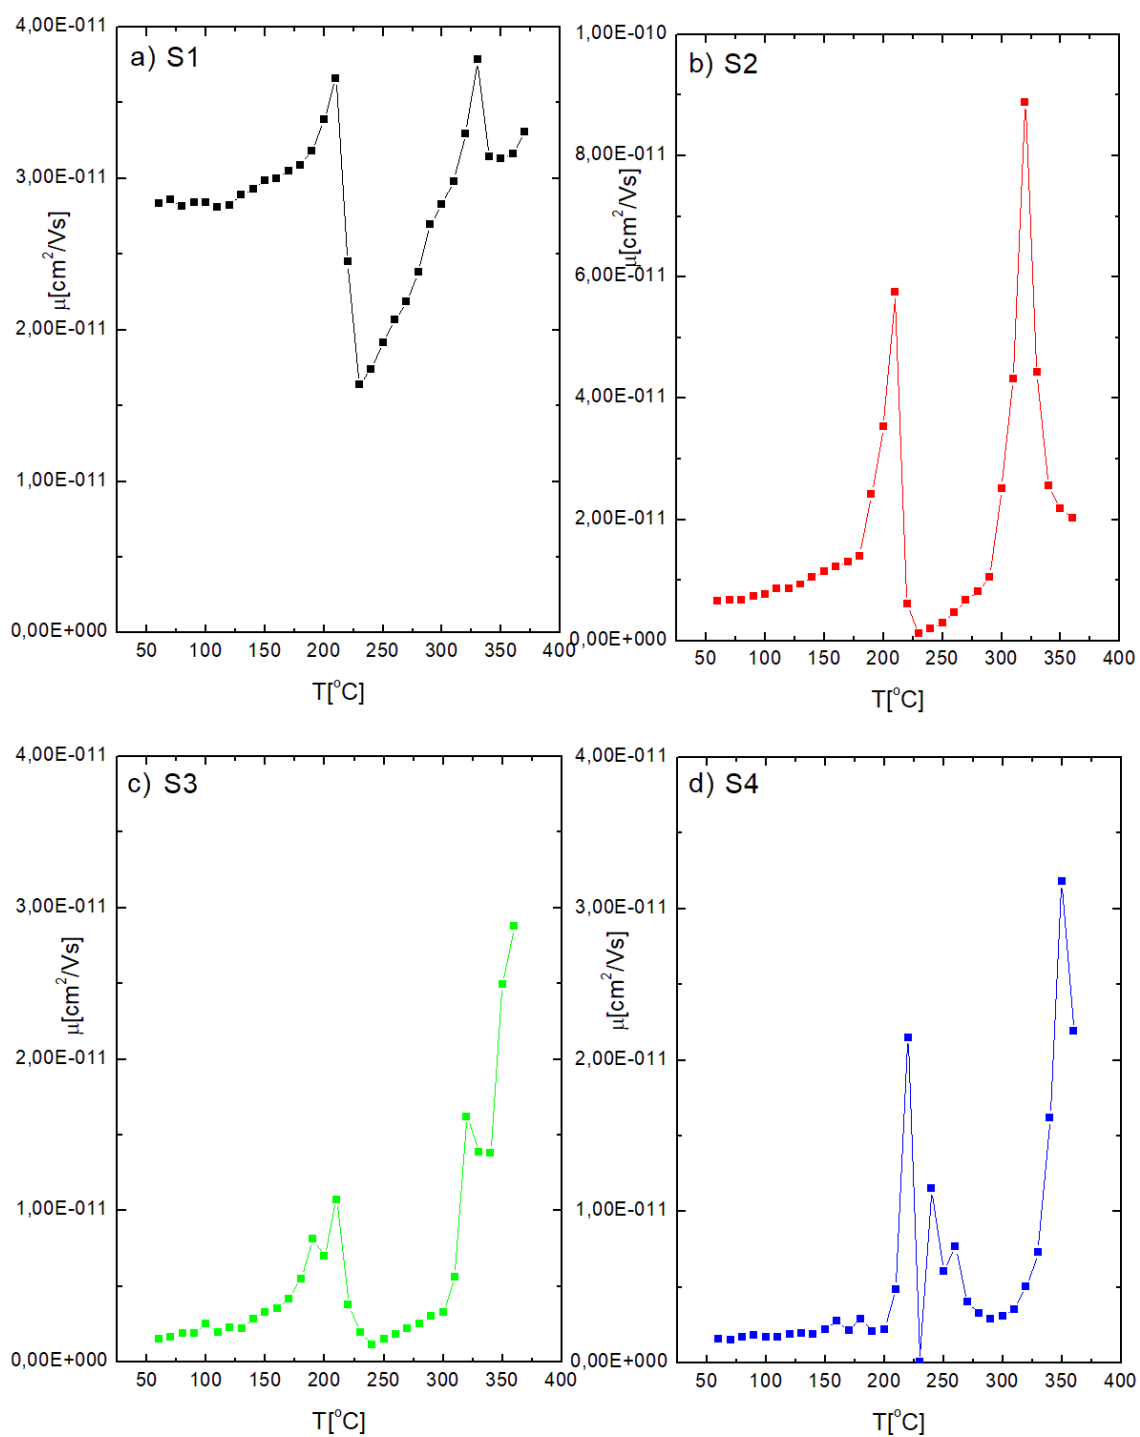 a) S1
4,00E-011
3,00E-011
2,00E-011
1,00E-011
0,00E+000
μ[cm²/Vs]
50 100 150 200 250 300 350 400
T[°C]
b) S2
1,00E-010
8,00E-011
6,00E-011
4,00E-011
2,00E-011
0,00E+000
μ[cm²/Vs]
50 100 150 200 250 300 350 400
T[°C]
c) S3
4,00E-011
3,00E-011
2,00E-011
1,00E-011
0,00E+000
μ[cm²/Vs]
50 100 150 200 250 300 350 400
T[°C]
d) S4
4,00E-011
3,00E-011
2,00E-011
1,00E-011
0,00E+000
μ[cm²/Vs]
50 100 150 200 250 300 350 400
T[°C]